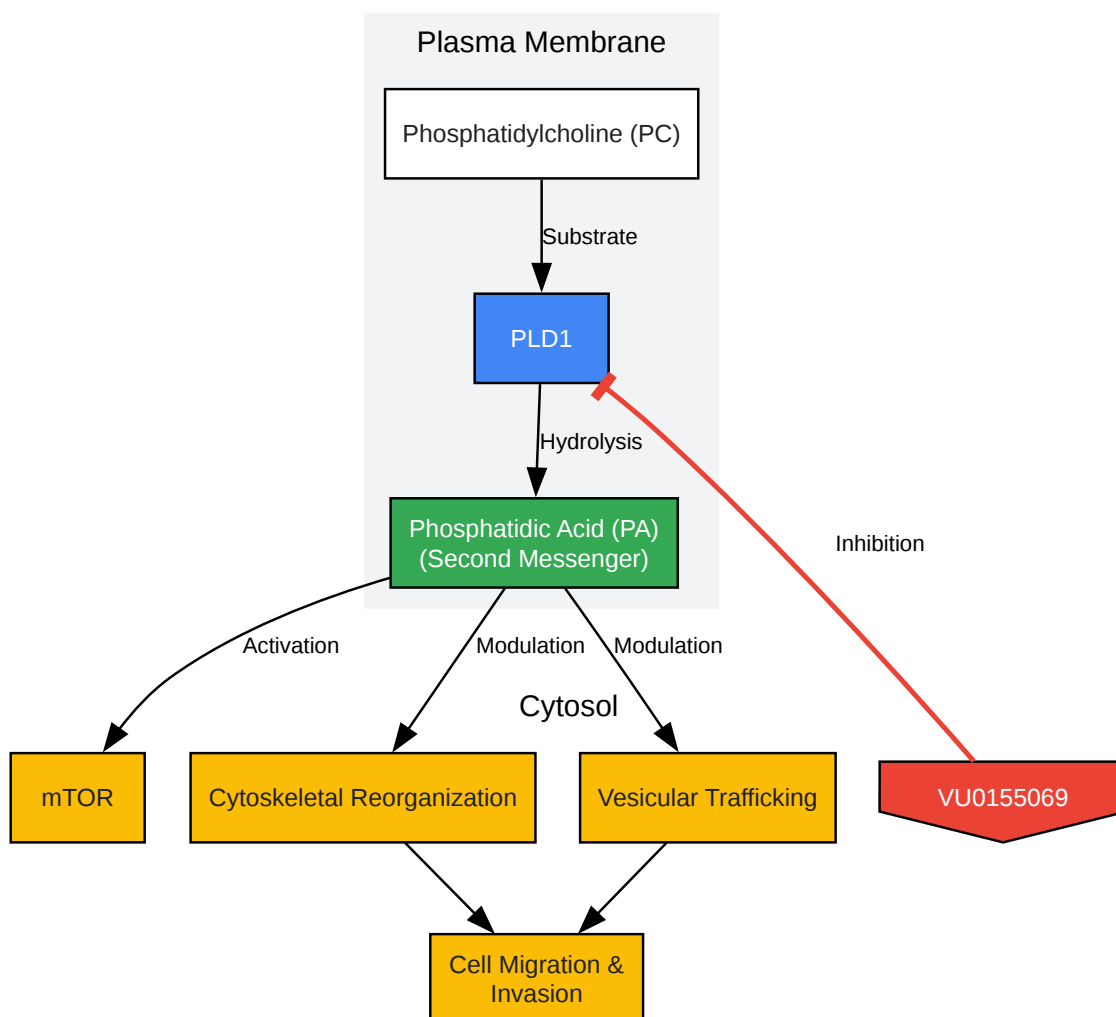 Plasma Membrane
Phosphatidylcholine (PC)
Substrate
PLD1
Hydrolysis
Phosphatidic Acid (PA)
(Second Messenger)
Inhibition
Activation
Modulation
Modulation
Cytosol
mTOR
Cytoskeletal Reorganization
Vesicular Trafficking
VU0155069
Cell Migration &
Invasion